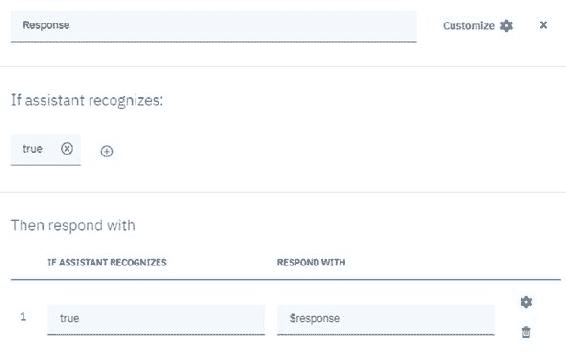 Response
Customize
If assistant recognizes:
true
Then respond with
IF ASSISTANT RECOGNIZES RESPOND WITH
1 true $response